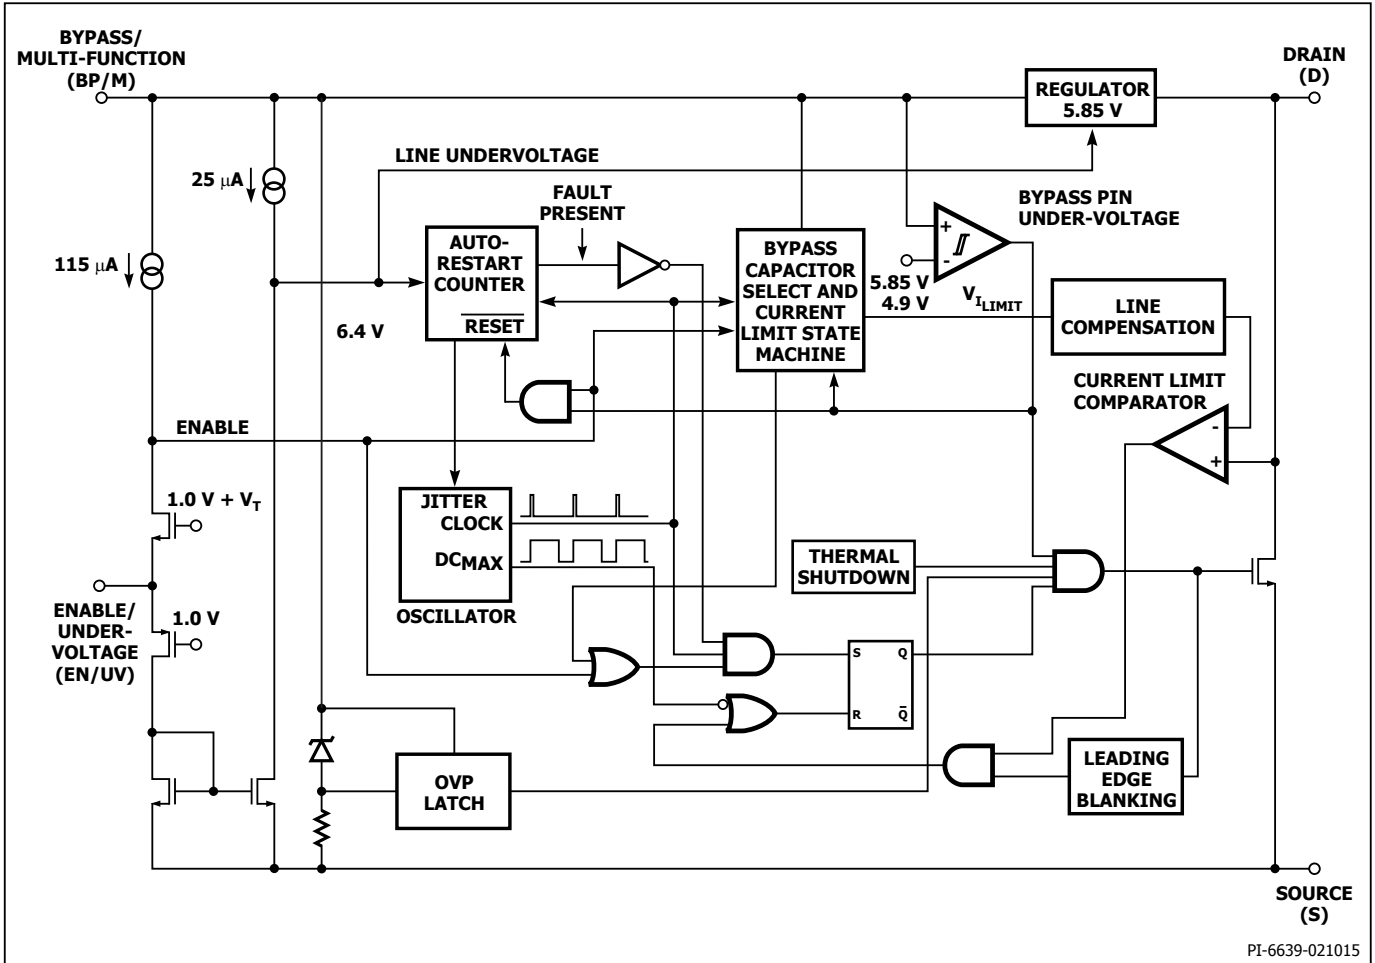 BYPASS/
MULTI-FUNCTION
(BP/M)
DRAIN
(D)
REGULATOR
5.85 V
LINE UNDERVOLTAGE
25 μA
FAULT
PRESENT
BYPASS PIN
UNDER-VOLTAGE
115 μA
AUTO-
RESTART
COUNTER
RESET
BYPASS
CAPACITOR
SELECT AND
CURRENT
LIMIT STATE
MACHINE
+
-
5.85 V
4.9 V
VILIMIT
LINE
COMPENSATION
6.4 V
CURRENT LIMIT
COMPARATOR
-
+
ENABLE
1.0 V + VT
JITTER
CLOCK
DCMAX
OSCILLATOR
THERMAL
SHUTDOWN
ENABLE/
UNDER-
VOLTAGE
(EN/UV)
1.0 V
S Q
R Q̅
OVP
LATCH
LEADING
EDGE
BLANKING
SOURCE
(S)
PI-6639-021015